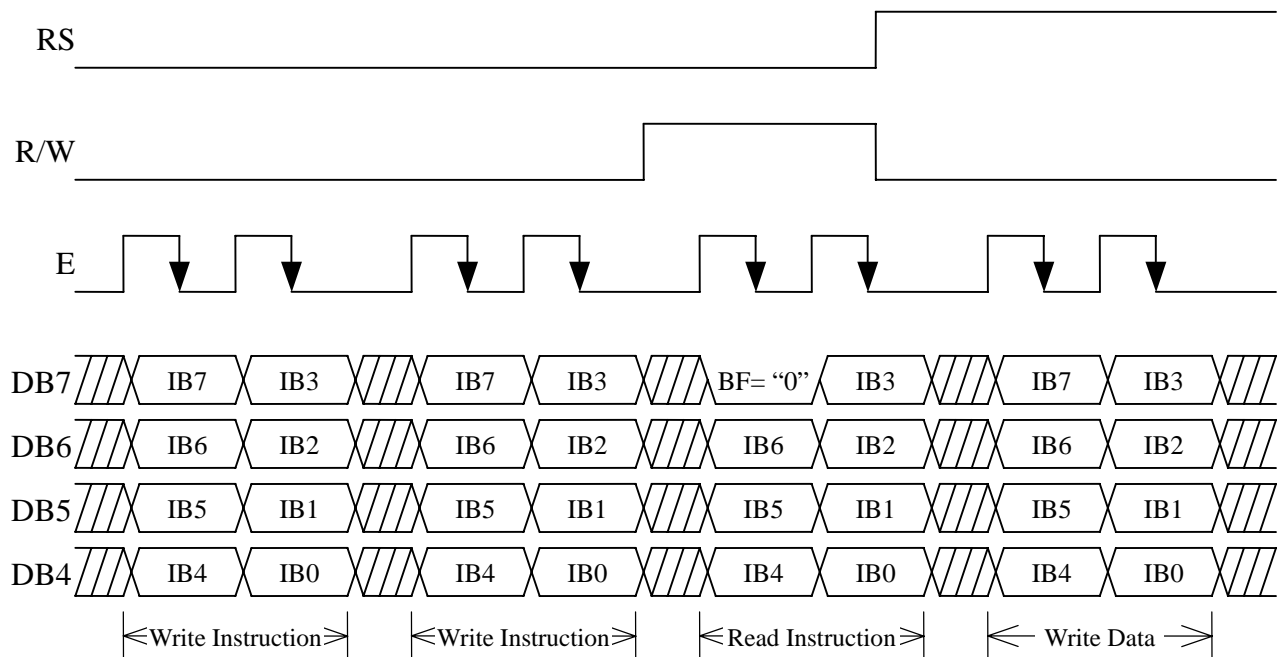 RS
R/W
E
DB7 IB7 IB3 IB7 IB3 BF= “0” IB3 IB7 IB3
DB6 IB6 IB2 IB6 IB2 IB6 IB2 IB6 IB2
DB5 IB5 IB1 IB5 IB1 IB5 IB1 IB5 IB1
DB4 IB4 IB0 IB4 IB0 IB4 IB0 IB4 IB0
Write Instruction Write Instruction Read Instruction Write Data